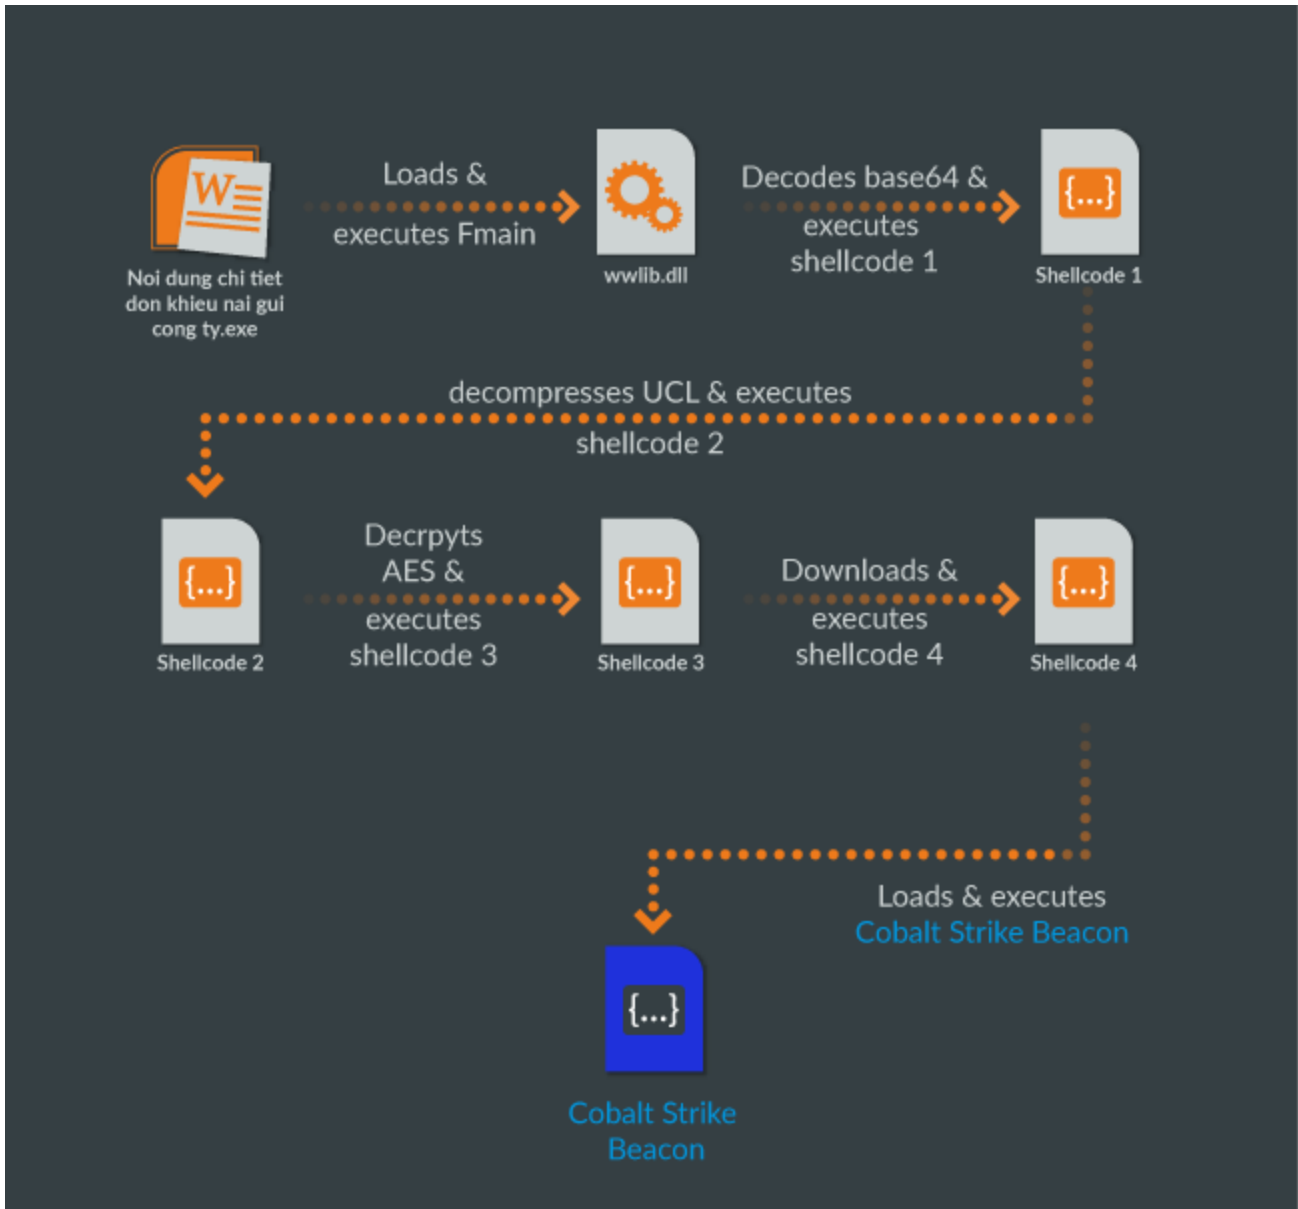 Loads &
executes Fmain
Decodes base64 &
executes
shellcode 1
W
{...}
Noi dung chi tiet
don khieu nai gui
cong ty.exe
wwlib.dll
Shellcode 1
decompresses UCL & executes
shellcode 2
Decrpyts
AES &
executes
shellcode 3
Downloads &
executes
shellcode 4
{...}
{...}
{...}
Shellcode 2
Shellcode 3
Shellcode 4
Loads & executes
Cobalt Strike Beacon
{...}
Cobalt Strike
Beacon